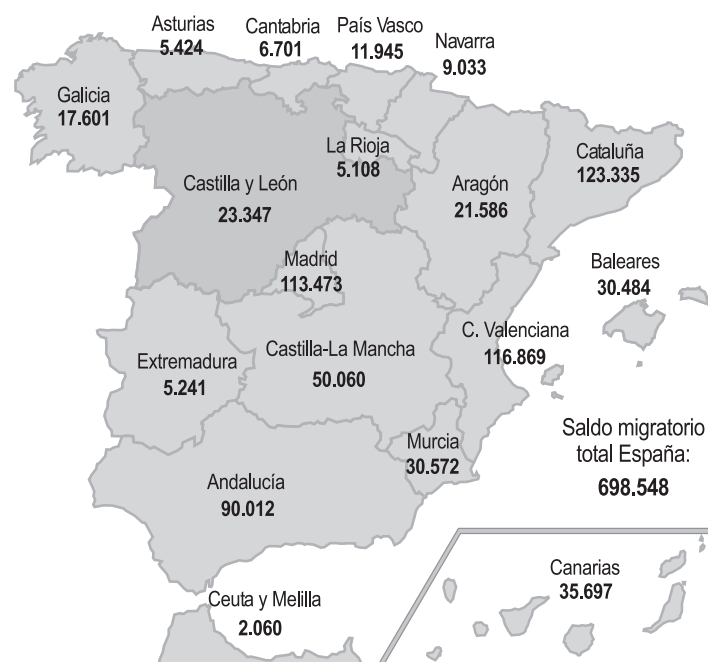 Asturias
5.424
Cantabria
6.701
País Vasco
11.945
Navarra
9.033
Galicia
17.601
La Rioja
5.108
Castilla y León
23.347
Aragón
21.586
Cataluña
123.335
Madrid
113.473
Baleares
30.484
C. Valenciana
116.869
Extremadura
5.241
Castilla-La Mancha
50.060
Murcia
30.572
Saldo migratorio
total España:
698.548
Andalucía
90.012
Canarias
35.697
Ceuta y Melilla
2.060